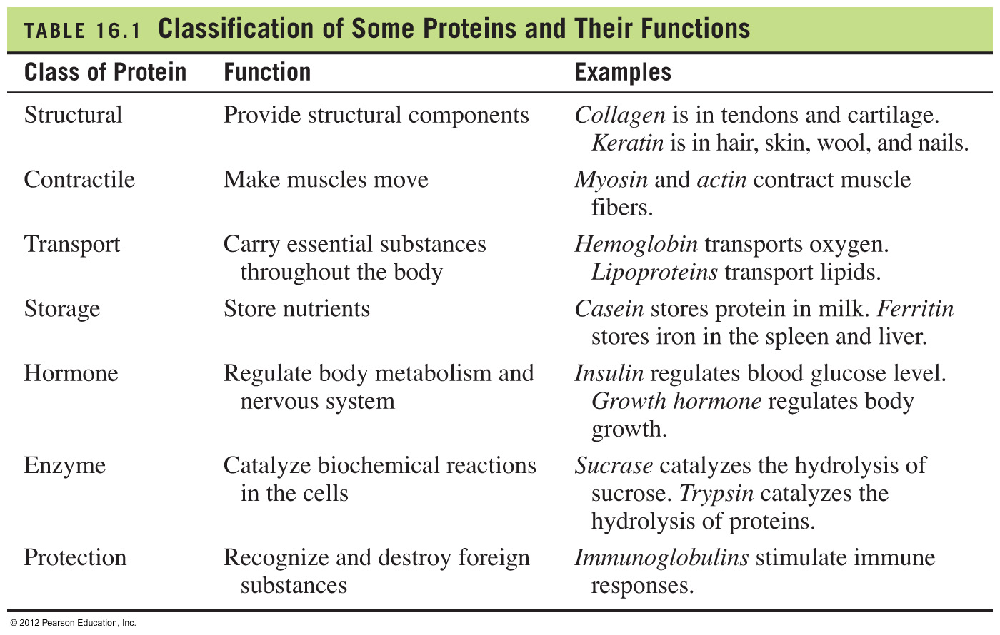 TABLE 16.1 Classification of Some Proteins and Their Functions
Class of Protein Function Examples
Structural Provide structural components Collagen is in tendons and cartilage.
Keratin is in hair, skin, wool, and nails.
Contractile Make muscles move Myosin and actin contract muscle
fibers.
Transport Carry essential substances Hemoglobin transports oxygen.
throughout the body Lipoproteins transport lipids.
Storage Store nutrients Casein stores protein in milk. Ferritin
stores iron in the spleen and liver.
Hormone Regulate body metabolism and Insulin regulates blood glucose level.
nervous system Growth hormone regulates body
growth.
Enzyme Catalyze biochemical reactions Sucrase catalyzes the hydrolysis of
in the cells sucrose. Trypsin catalyzes the
hydrolysis of proteins.
Protection Recognize and destroy foreign Immunoglobulins stimulate immune
substances responses.
© 2012 Pearson Education, Inc.